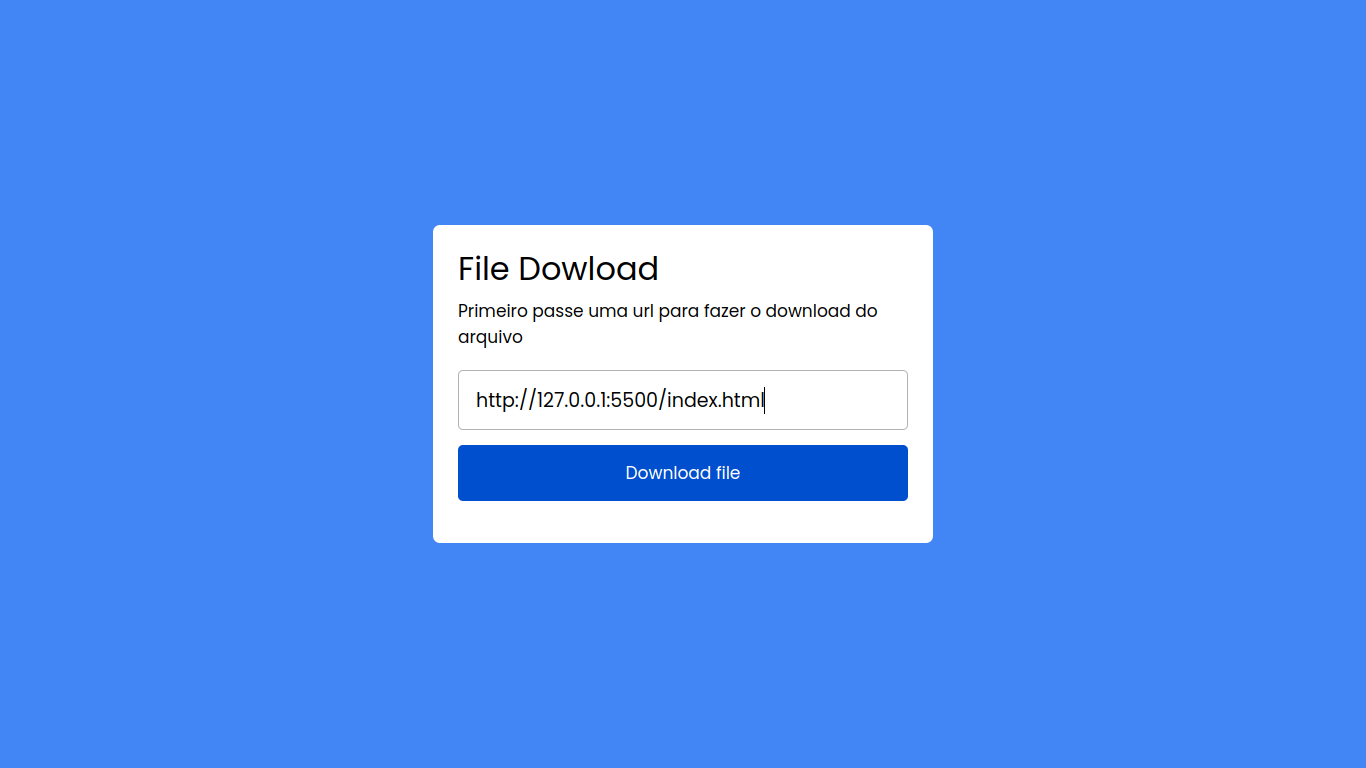 File Dowload
Primeiro passe uma url para fazer o download do
arquivo
http://127.0.0.1:5500/index.html
Download file